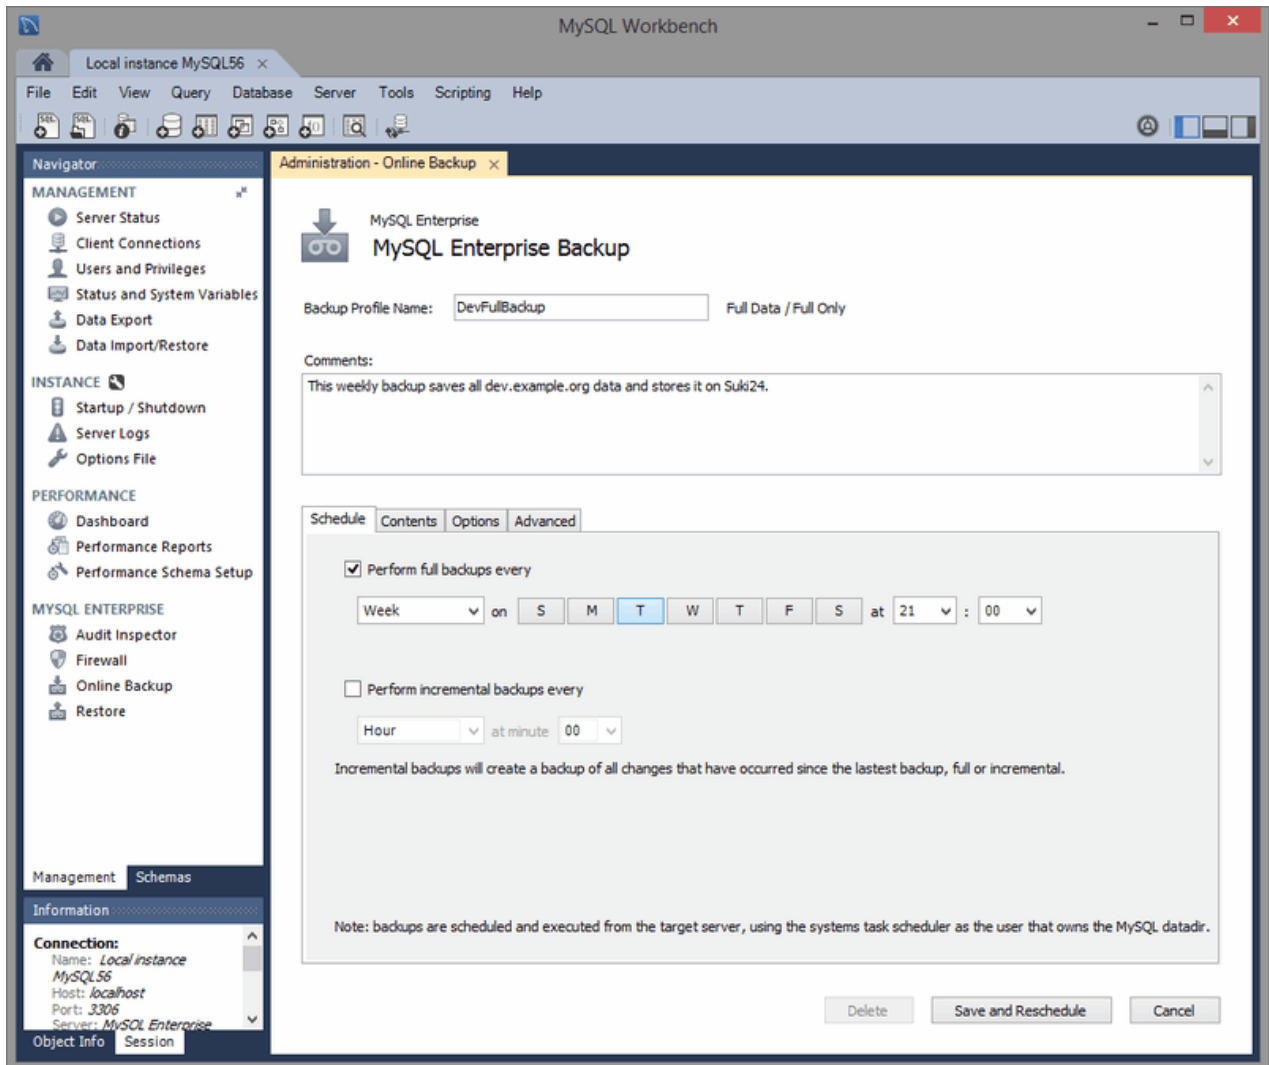 MySQL Workbench
Local instance MySQL56
File Edit View Query Database Server Tools Scripting Help
Navigator
MANAGEMENT
Server Status
Client Connections
Users and Privileges
Status and System Variables
Data Export
Data Import/Restore
INSTANCE
Startup / Shutdown
Server Logs
Options File
PERFORMANCE
Dashboard
Performance Reports
Performance Schema Setup
MYSQL ENTERPRISE
Audit Inspector
Firewall
Online Backup
Restore
Management Schemas
Information
Connection:
Name: Local instance
MySQL56
Host: localhost
Port: 3306
Server: MySQL Enterprise
Object Info Session
Administration - Online Backup
MySQL Enterprise
MySQL Enterprise Backup
Backup Profile Name: DevFullBackup Full Data / Full Only
Comments:
This weekly backup saves all dev.example.org data and stores it on Suki24.
Schedule Contents Options Advanced
Perform full backups every
Week on S M T W T F S at 21 : 00
Perform incremental backups every
Hour at minute 00
Incremental backups will create a backup of all changes that have occurred since the lastest backup, full or incremental.
Note: backups are scheduled and executed from the target server, using the systems task scheduler as the user that owns the MySQL datadir.
Delete Save and Reschedule Cancel